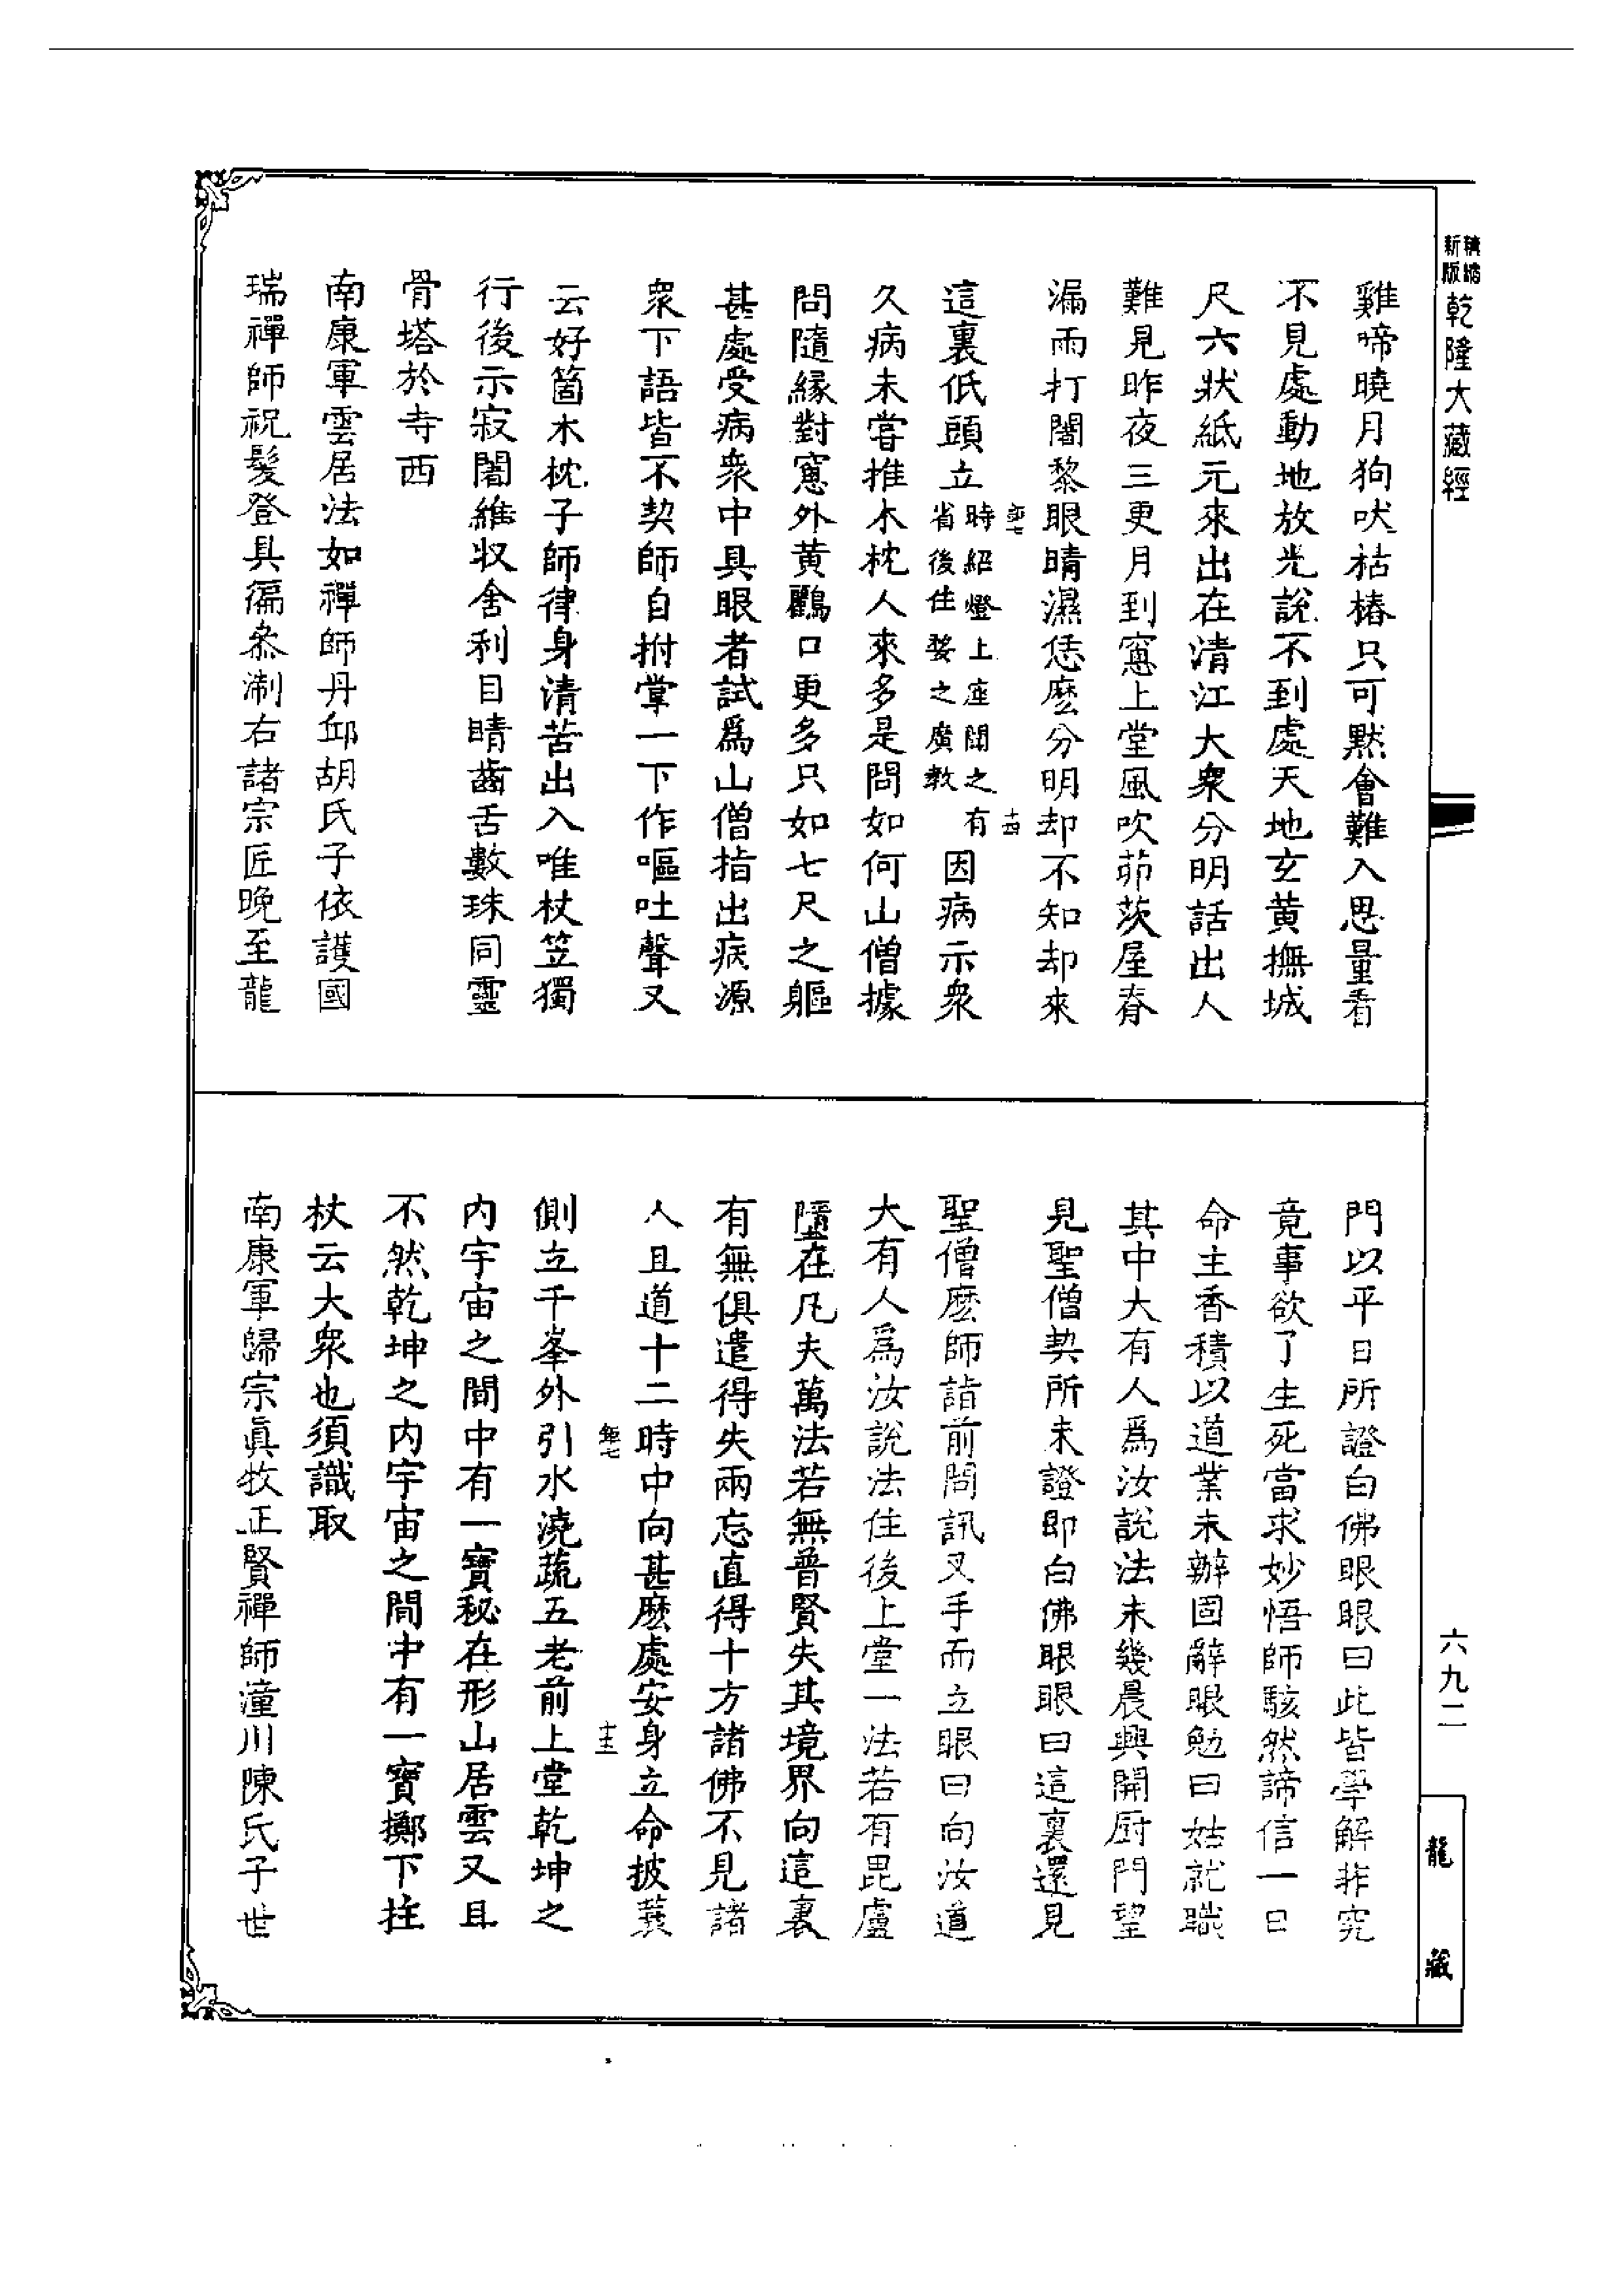 精縮新版 乾隆大藏經
雞啼曉月狗吠枯樁只可默會難入思量看
不見處動地放光說不到處天地玄黃撫城
尺六狀紙元來出在清江大衆分明話出人
難見昨夜三更月到窻上堂風吹茆茨屋脊
漏雨打闍黎眼睛濕恁麽分明却不知却來
這裏低頭立時紹燈上座聞之有省後住婺之廣教因病示衆
久病未嘗推木枕人來多是問如何山僧據
問隨緣對窻外黃鸝口更多只如七尺之軀
甚處受病衆中具眼者試爲山僧指出病源
衆下語皆不契師自拊掌一下作嘔吐聲又
云好箇木枕子師律身清苦出入唯杖笠獨
行後示寂闍維収舍利目睛齒舌數珠同靈
骨塔於寺西
南康軍雲居法如禪師丹邱胡氏子依護國
瑞禪師祝髮登具徧叅淛右諸宗匠晚至龍
門以平日所證白佛眼眼曰此皆學解非究
竟事欲了生死當求妙悟師駭然諦信一日
命主香積以道業未辦固辭眼勉曰姑就職
其中大有人爲汝說法未幾晨興開厨門望
見聖僧契所未證即白佛眼眼曰這裏還見
聖僧麽師詣前問訊叉手而立眼曰向汝道
大有人爲汝說法住後上堂一法若有毘盧
墮在凡夫萬法若無普賢失其境界向這裏
有無俱遣得失兩忘直得十方諸佛不見諸
人且道十二時中向甚麽處安身立命披蓑
側立千峯外引水澆蔬五老前上堂乾坤之
內宇宙之間中有一寶秘在形山居雲又且
不然乾坤之內宇宙之間中有一寶擲下拄
杖云大衆也須識取
南康軍歸宗眞牧正賢禪師潼川陳氏子世
六九二
龍藏